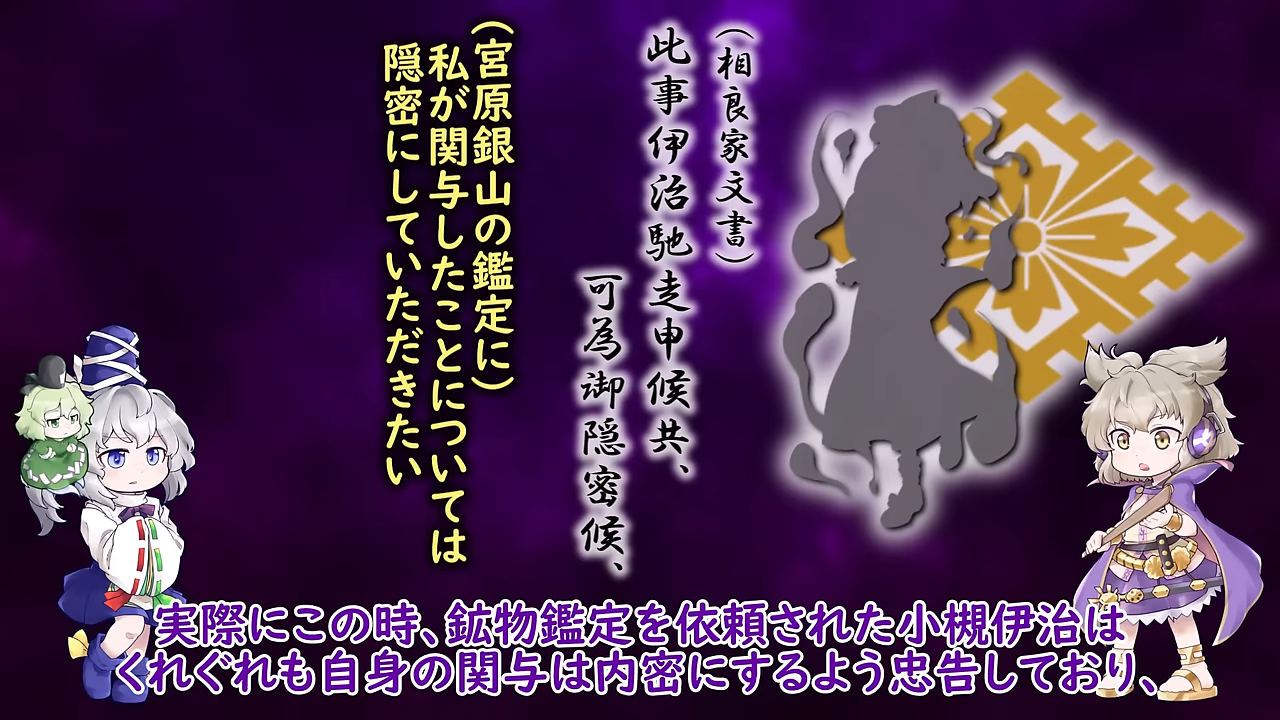 （相良家文書）
此事伊治馳走申候共、
可為御隠密候、
（宮原銀山の鑑定に）
私が関与したことについては
隠密にしていただきたい
実際にこの時、鉱物鑑定を依頼された小槻伊治は
くれぐれも自身の関与は内密にするよう忠告しており、